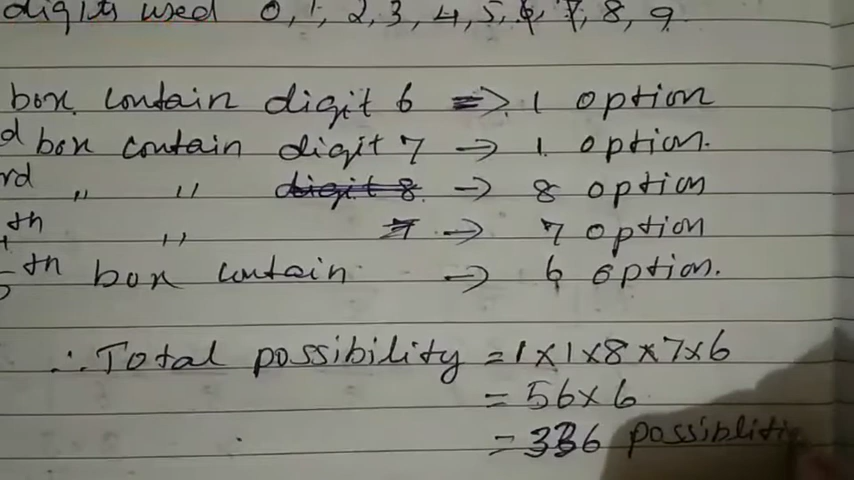 digits used 0, 1, 2, 3, 4, 5, 6, 7, 8, 9
box contain digit 6 => 1 option
d box contain digit 7 → 1 option.
rd " " digit 8 → 8 option
th " 7 → 7 option
th box contain → 6 option.
∴ Total possibility = 1×1×8×7×6
= 56×6
= 336